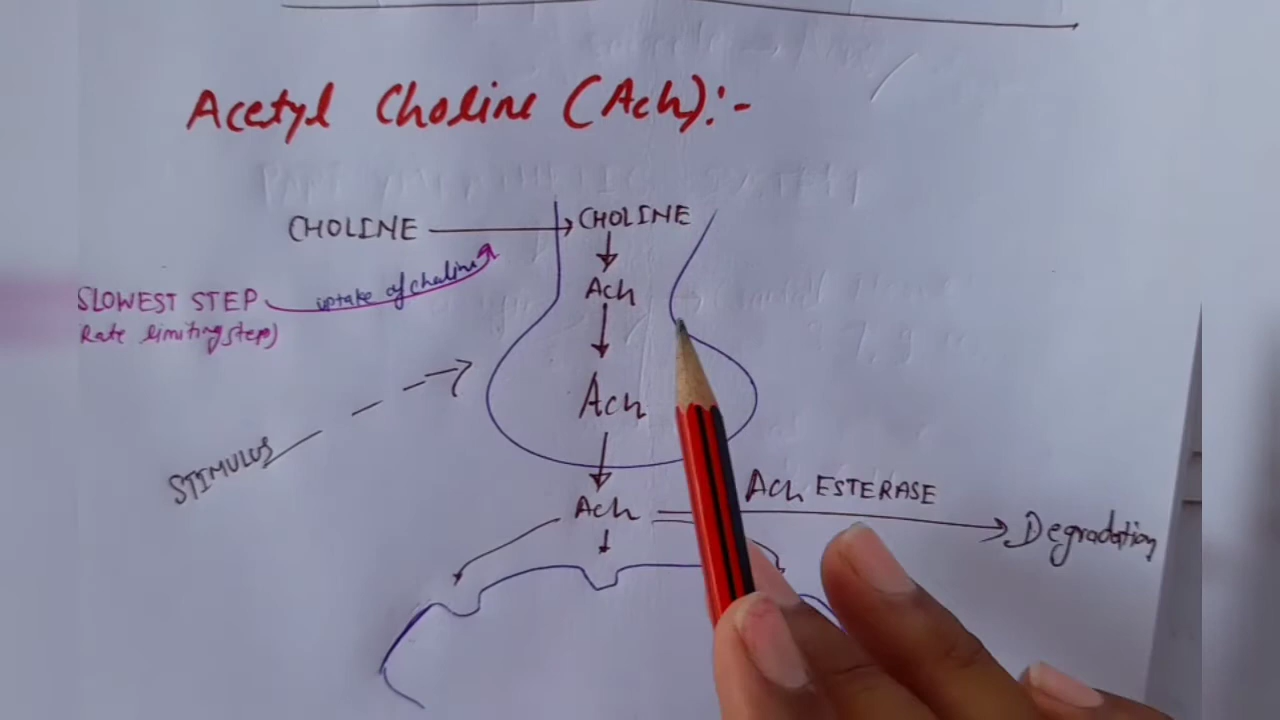 Acetyl Choline (Ach):-
CHOLINE
CHOLINE
SLOWEST STEP
uptake of choline
Rate limiting step)
Ach
Ach
STIMULUS
Ach
Ach ESTERASE
Degradation